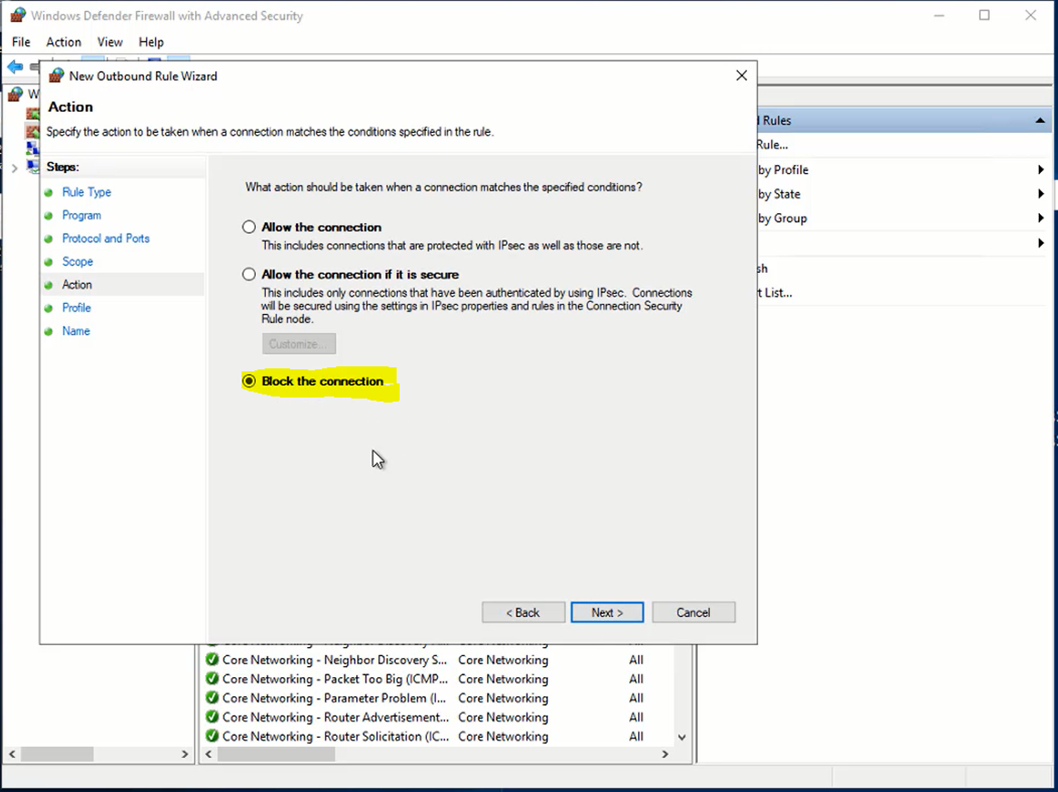 Windows Defender Firewall with Advanced Security
File Action View Help
New Outbound Rule Wizard
Action
Specify the action to be taken when a connection matches the conditions specified in the rule.
Steps:
Rule Type
Program
Protocol and Ports
Scope
Action
Profile
Name
What action should be taken when a connection matches the specified conditions?
Allow the connection
This includes connections that are protected with IPsec as well as those are not.
Allow the connection if it is secure
This includes only connections that have been authenticated by using IPsec. Connections
will be secured using the settings in IPsec properties and rules in the Connection Security
Rule node.
Customize...
Block the connection
< Back Next > Cancel
W
Rules
Rule...
by Profile
by State
by Group
Core Networking - Neighbor Discovery S... Core Networking All
Core Networking - Packet Too Big (ICMP... Core Networking All
Core Networking - Parameter Problem (I... Core Networking All
Core Networking - Router Advertisement... Core Networking All
Core Networking - Router Solicitation (IC... Core Networking All